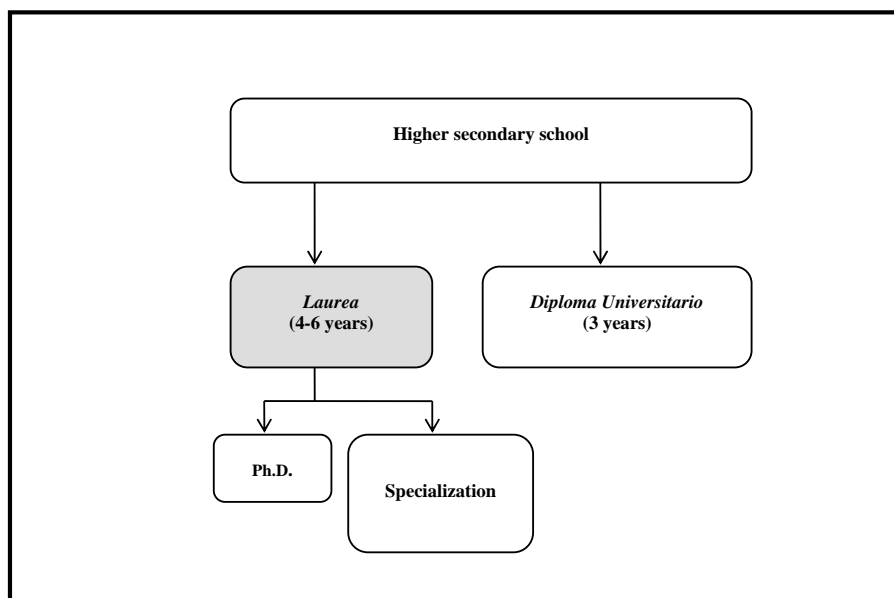 Higher secondary school
Laurea
(4-6 years)
Diploma Universitario
(3 years)
Ph.D.
Specialization